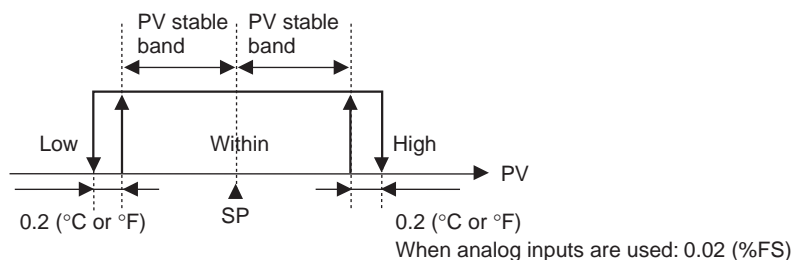 PV stable
band
PV stable
band
Low
Within
High
PV
0.2 (°C or °F)
SP
0.2 (°C or °F)
When analog inputs are used: 0.02 (%FS)